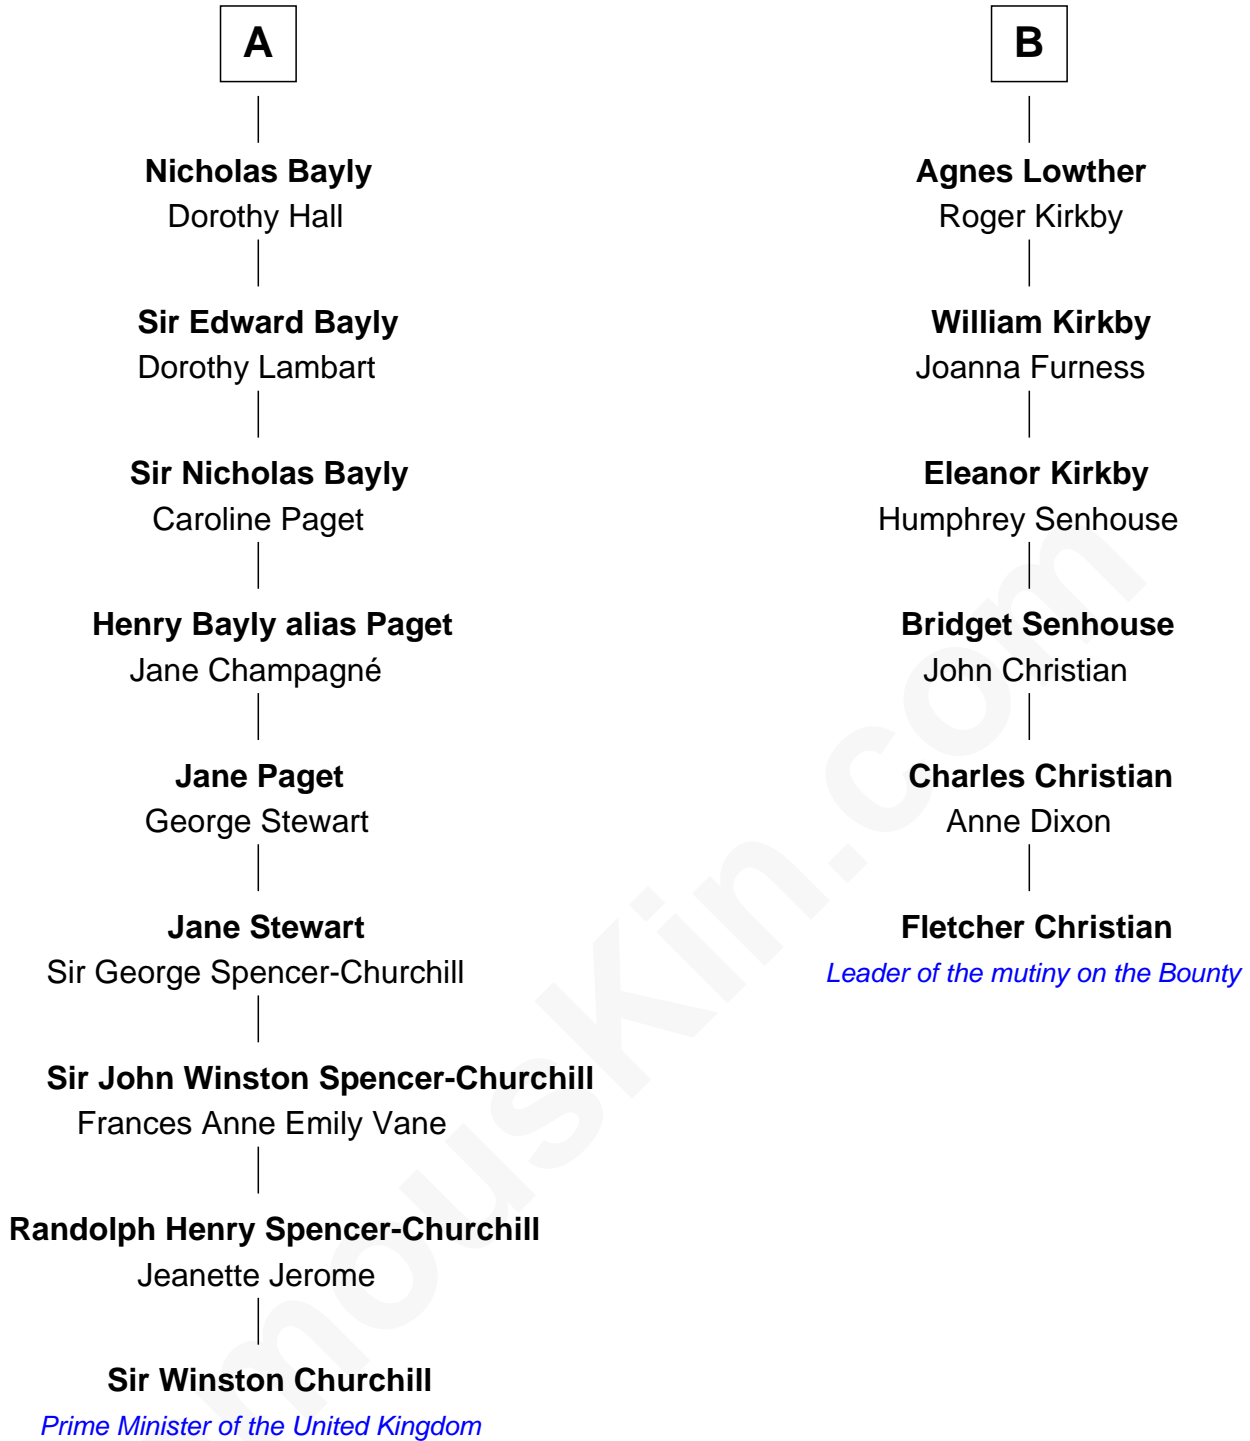 A
Nicholas Bayly
Dorothy Hall
Sir Edward Bayly
Dorothy Lambart
Sir Nicholas Bayly
Caroline Paget
Henry Bayly alias Paget
Jane Champagné
Jane Paget
George Stewart
Jane Stewart
Sir George Spencer-Churchill
Sir John Winston Spencer-Churchill
Frances Anne Emily Vane
Randolph Henry Spencer-Churchill
Jeanette Jerome
Sir Winston Churchill
Prime Minister of the United Kingdom
B
Agnes Lowther
Roger Kirkby
William Kirkby
Joanna Furness
Eleanor Kirkby
Humphrey Senhouse
Bridget Senhouse
John Christian
Charles Christian
Anne Dixon
Fletcher Christian
Leader of the mutiny on the Bounty
mousKin.com